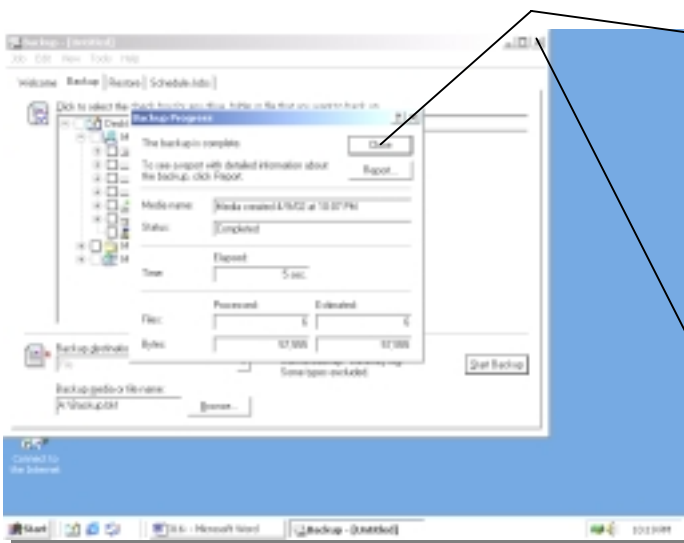 Backup - [Untitled]
Job Edit View Tools Help
Welcome Backup Restore Schedule Jobs
Click to select the check box for any drive, folder or file that you want to back up.
Backup Progress
The backup is complete.
Close
To see a report with detailed information about
the backup, click Report.
Report...
Media name: Media created 4/9/02 at 10:07 PM
Status: Completed
Elapsed:
Time: 5 sec.
Processed: Estimated:
Files: 6 6
Bytes:
Backup destination
File
Some types excluded.
Start Backup
Backup media or file name:
A:\Backup.bkf
Browse...
Connect to
the Internet
Start
Microsoft Word
Backup - [Untitled]